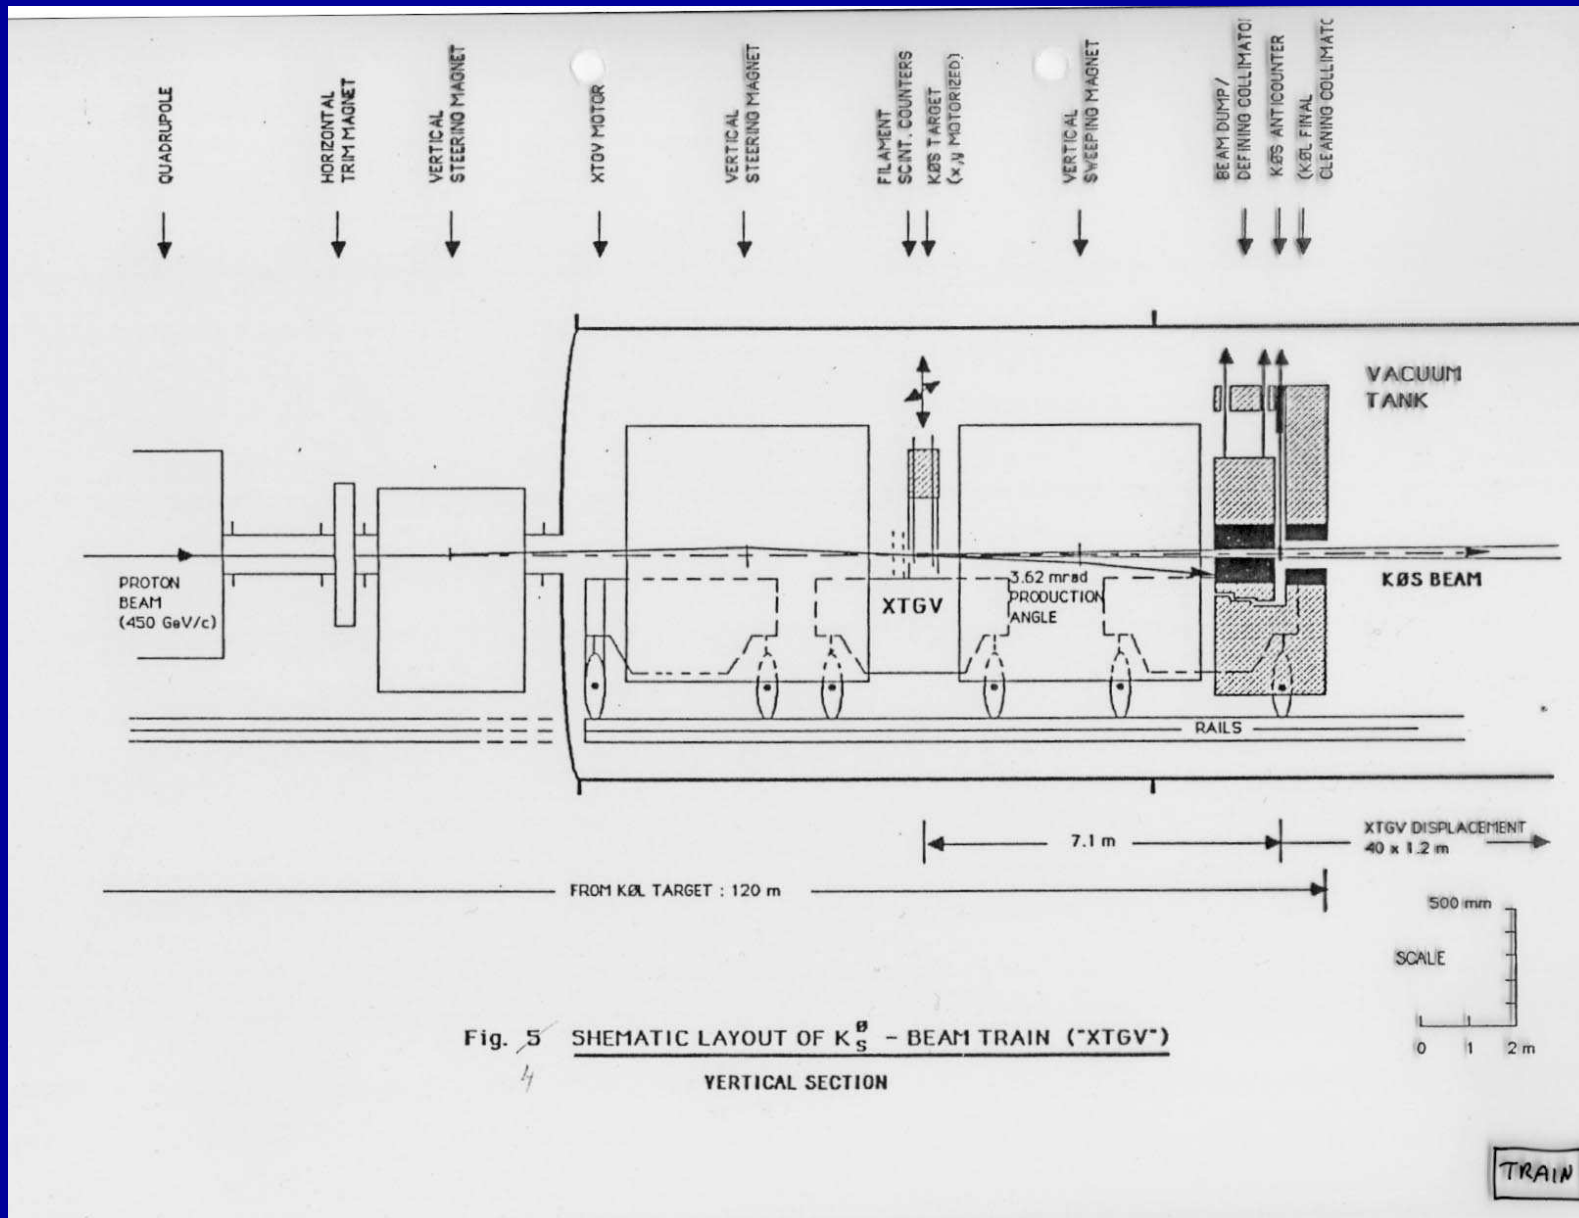 QUADRUPOLE
HORIZONTAL
TRIM MAGNET
VERTICAL
STEERING MAGNET
XTGV MOTOR
VERTICAL
STEERING MAGNET
FILAMENT
SCINT. COUNTERS
KØS TARGET
(x,y MOTORIZED)
VERTICAL
SWEEPING MAGNET
BEAM DUMP/
DEFINING COLLIMATO
KØS ANTICOUNTER
(KØL FINAL
CLEANING COLLIMATO
VACUUM
TANK
PROTON
BEAM
(450 GeV/c)
XTGV
3.62 mrad
PRODUCTION
ANGLE
KØS BEAM
RAILS
7.1 m
XTGV DISPLACEMENT
40 x 1.2 m
FROM KØL TARGET : 120 m
500 mm
SCALE
0 1 2 m
Fig. 5 SHEMATIC LAYOUT OF K⁰S - BEAM TRAIN ("XTGV")
4
VERTICAL SECTION
TRAIN